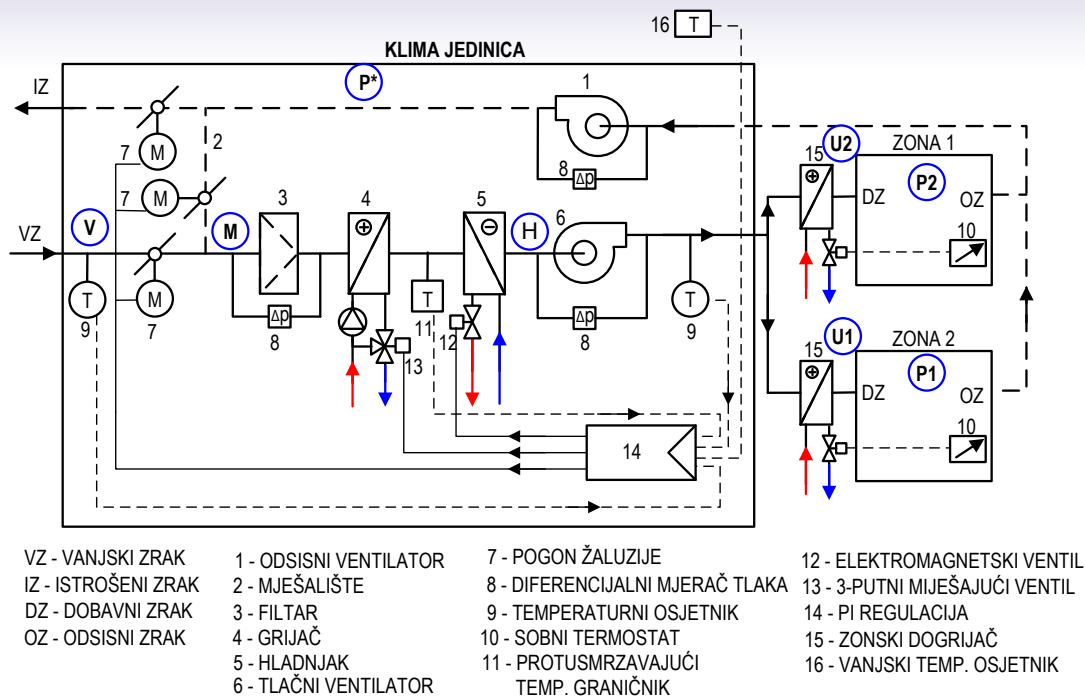 16 T
KLIMA JEDINICA
IZ
P*
1
7 M
2
8 Δp
7 M
V
VZ
T
9
M
7
M
3
8 Δp
4
13
T
11
5
12
H
6
8 Δp
T
9
14
15
U2
ZONA 1
DZ
P2
OZ
10
15
U1
ZONA 2
DZ
P1
OZ
10
VZ - VANJSKI ZRAK
IZ - ISTROŠENI ZRAK
DZ - DOBAVNI ZRAK
OZ - ODSISNI ZRAK
1 - ODSISNI VENTILATOR
2 - MJEŠALIŠTE
3 - FILTAR
4 - GRIJAČ
5 - HLADNJAK
6 - TLAČNI VENTILATOR
7 - POGON ŽALUZIJE
8 - DIFERENCIJALNI MJERAČ TLAKA
9 - TEMPERATURNI OSJETNIK
10 - SOBNI TERMOSTAT
11 - PROTUSMRZAVAJUĆI
TEMP. GRANIČNIK
12 - ELEKTROMAGNETSKI VENTIL
13 - 3-PUTNI MIJEŠAJUĆI VENTIL
14 - PI REGULACIJA
15 - ZONSKI DOGRIJAČ
16 - VANJSKI TEMP. OSJETNIK